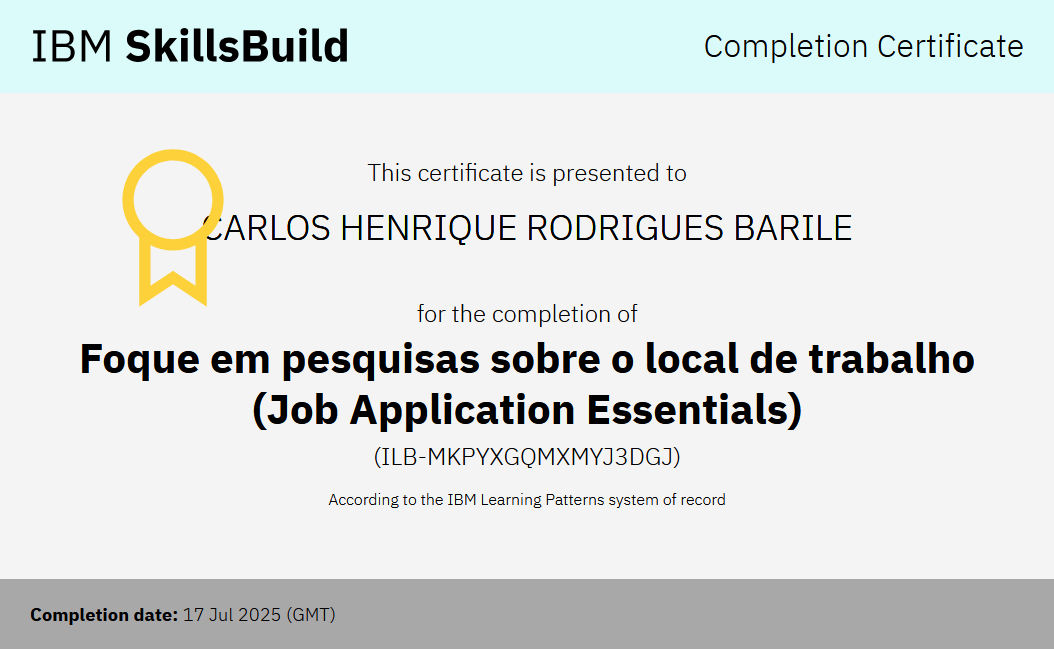 IBM SkillsBuild
Completion Certificate
This certificate is presented to
CARLOS HENRIQUE RODRIGUES BARILE
for the completion of
Foque em pesquisas sobre o local de trabalho
(Job Application Essentials)
(ILB-MKPYXGQMXMYJ3DGJ)
According to the IBM Learning Patterns system of record
Completion date: 17 Jul 2025 (GMT)